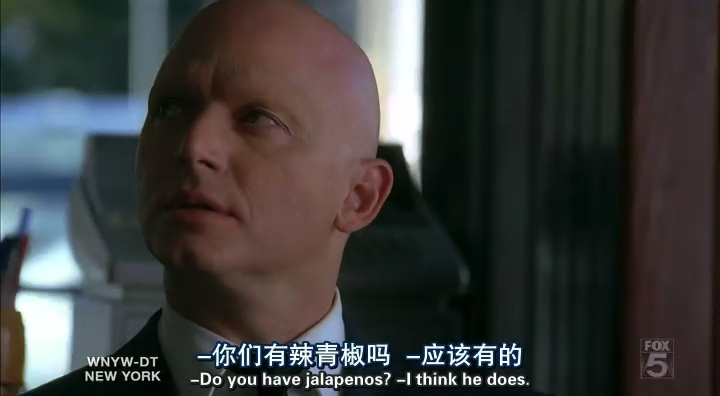 –你们有辣青椒吗 –应该有的
–Do you have jalapenos? –I think he does.
WNYW-DT
NEW YORK
FOX
5